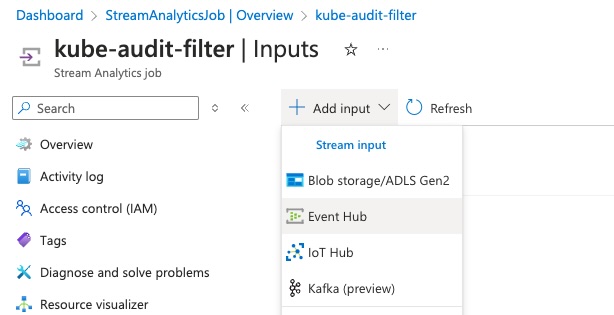 Dashboard > StreamAnalyticsJob | Overview > kube-audit-filter
kube-audit-filter | Inputs
Stream Analytics job
Search
Add input
Refresh
Overview
Activity log
Access control (IAM)
Tags
Diagnose and solve problems
Resource visualizer
Stream input
Blob storage/ADLS Gen2
Event Hub
IoT Hub
Kafka (preview)